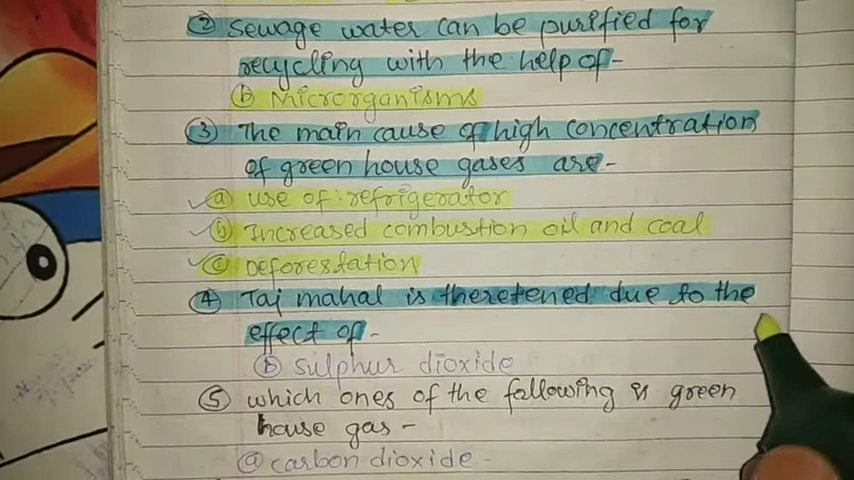 ② Sewage water can be purified for
recycling with the help of-
ⓑ Microrganisms
③ The main cause of high concentration
of green house gases are-
✓ⓐ use of refrigerator
✓ⓑ Increased combustion oil and coal
✓ⓒ Deforestation
④ Taj mahal is theretened due to the
effect of-
ⓑ sulphur dioxide
⑤ which ones of the following is green
house gas-
ⓐ carbon dioxide-